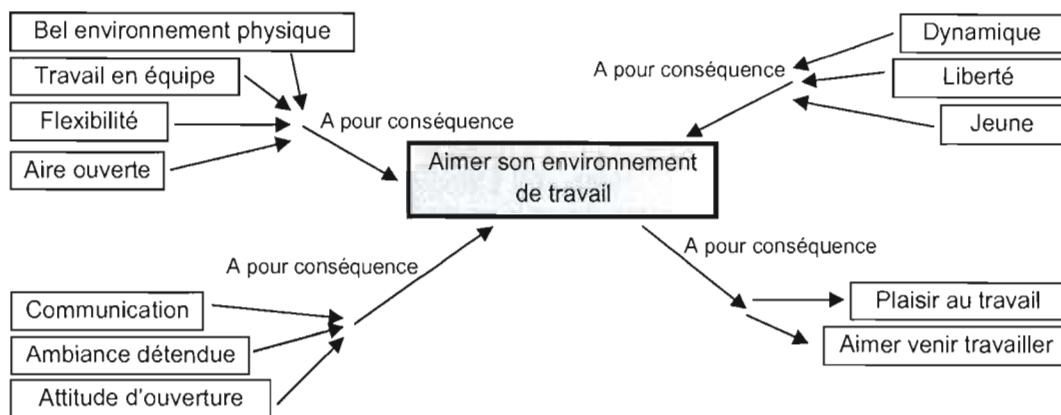 Bel environnement physique
Travail en équipe
Flexibilité
Aire ouverte
A pour conséquence
Dynamique
Liberté
Jeune
A pour conséquence
Aimer son environnement
de travail
A pour conséquence
Communication
Ambiance détendue
Attitude d'ouverture
A pour conséquence
Plaisir au travail
Aimer venir travailler